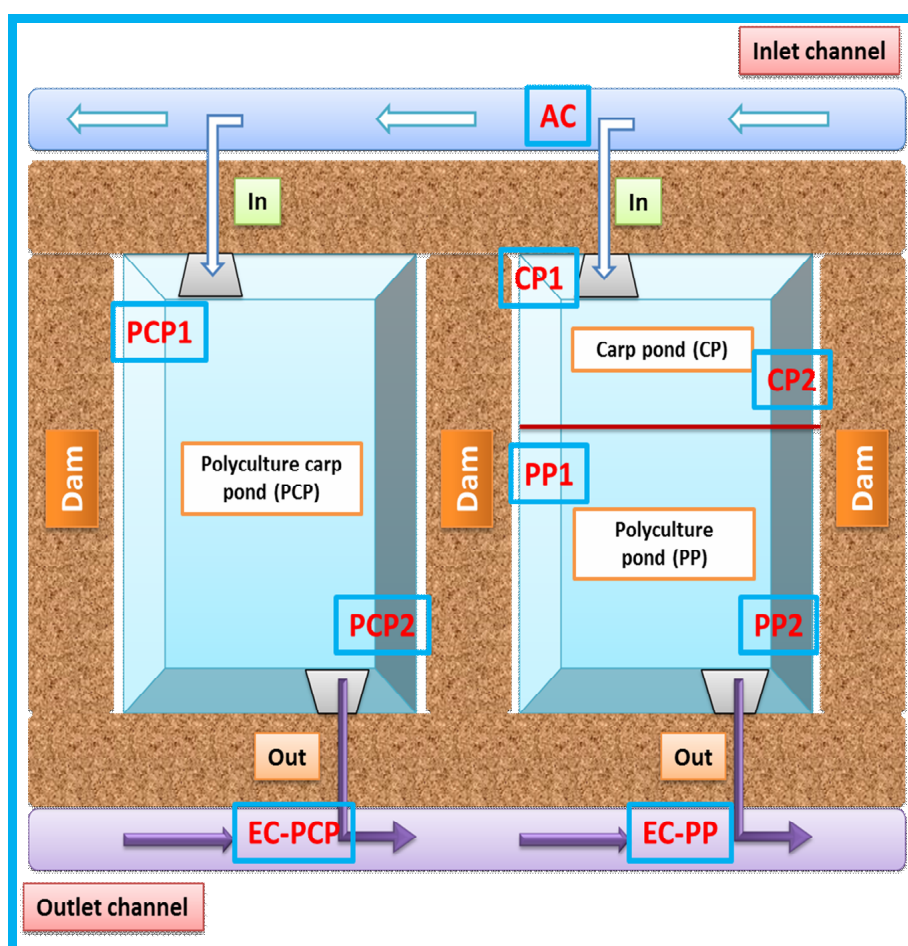 Inlet channel
AC
In
In
CP1
PCP1
Carp pond (CP)
CP2
Dam
Polyculture carp
pond (PCP)
Dam
PP1
Dam
Polyculture
pond (PP)
PCP2
PP2
Out
Out
EC-PCP
EC-PP
Outlet channel